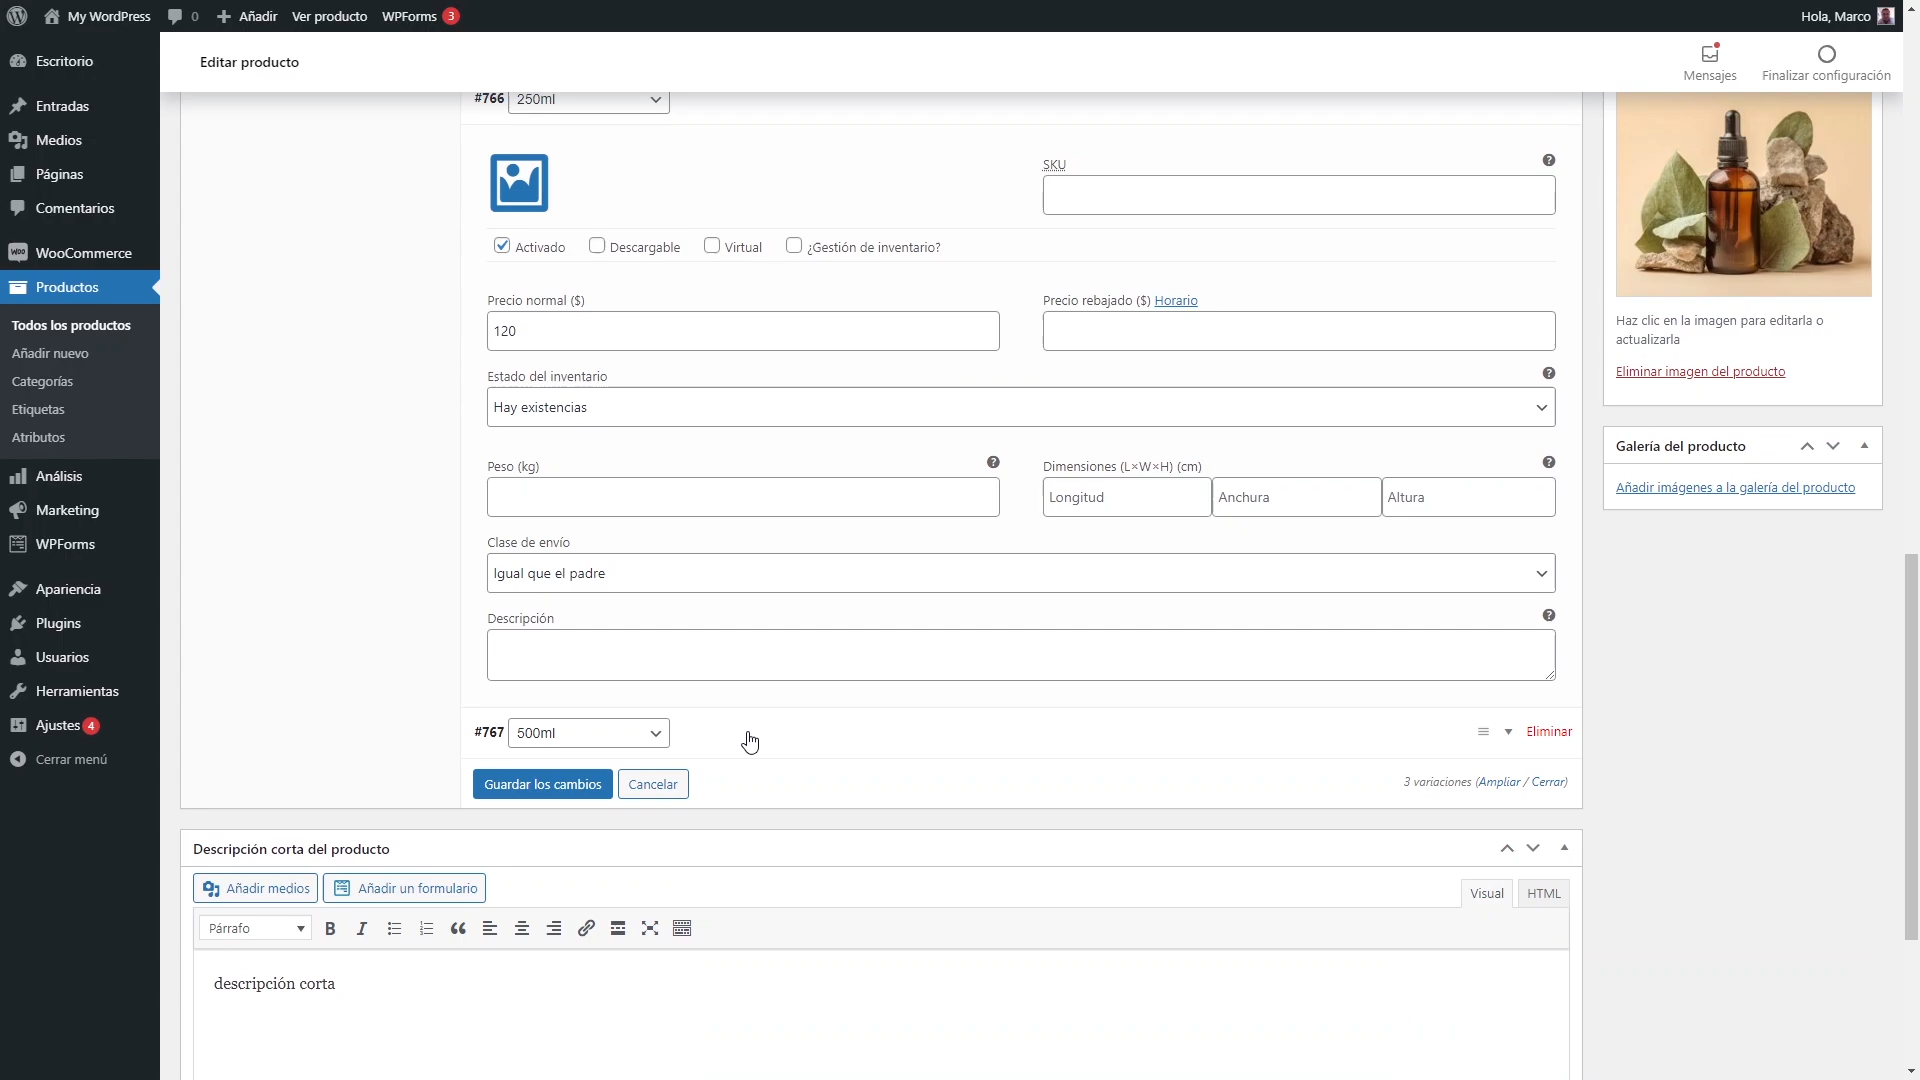 My WordPress 0 Añadir Ver producto WPForms 3 Hola, Marco
Escritorio
Entradas
Medios
Páginas
Comentarios
WooCommerce
Productos
Todos los productos
Añadir nuevo
Categorías
Etiquetas
Atributos
Análisis
Marketing
WPForms
Apariencia
Plugins
Usuarios
Herramientas
Ajustes 4
Cerrar menú
Editar producto
Mensajes
Finalizar configuración
#766 250ml
SKU
Activado Descargable Virtual ¿Gestión de inventario?
Precio normal ($)
120
Precio rebajado ($) Horario
Estado del inventario
Hay existencias
Peso (kg)
Dimensiones (L×W×H) (cm)
Longitud Anchura Altura
Clase de envío
Igual que el padre
Descripción
#767 500ml Eliminar
Guardar los cambios Cancelar 3 variaciones (Ampliar / Cerrar)
Descripción corta del producto
Añadir medios Añadir un formulario
Visual HTML
Párrafo
descripción corta
Haz clic en la imagen para editarla o
actualizarla
Eliminar imagen del producto
Galería del producto
Añadir imágenes a la galería del producto